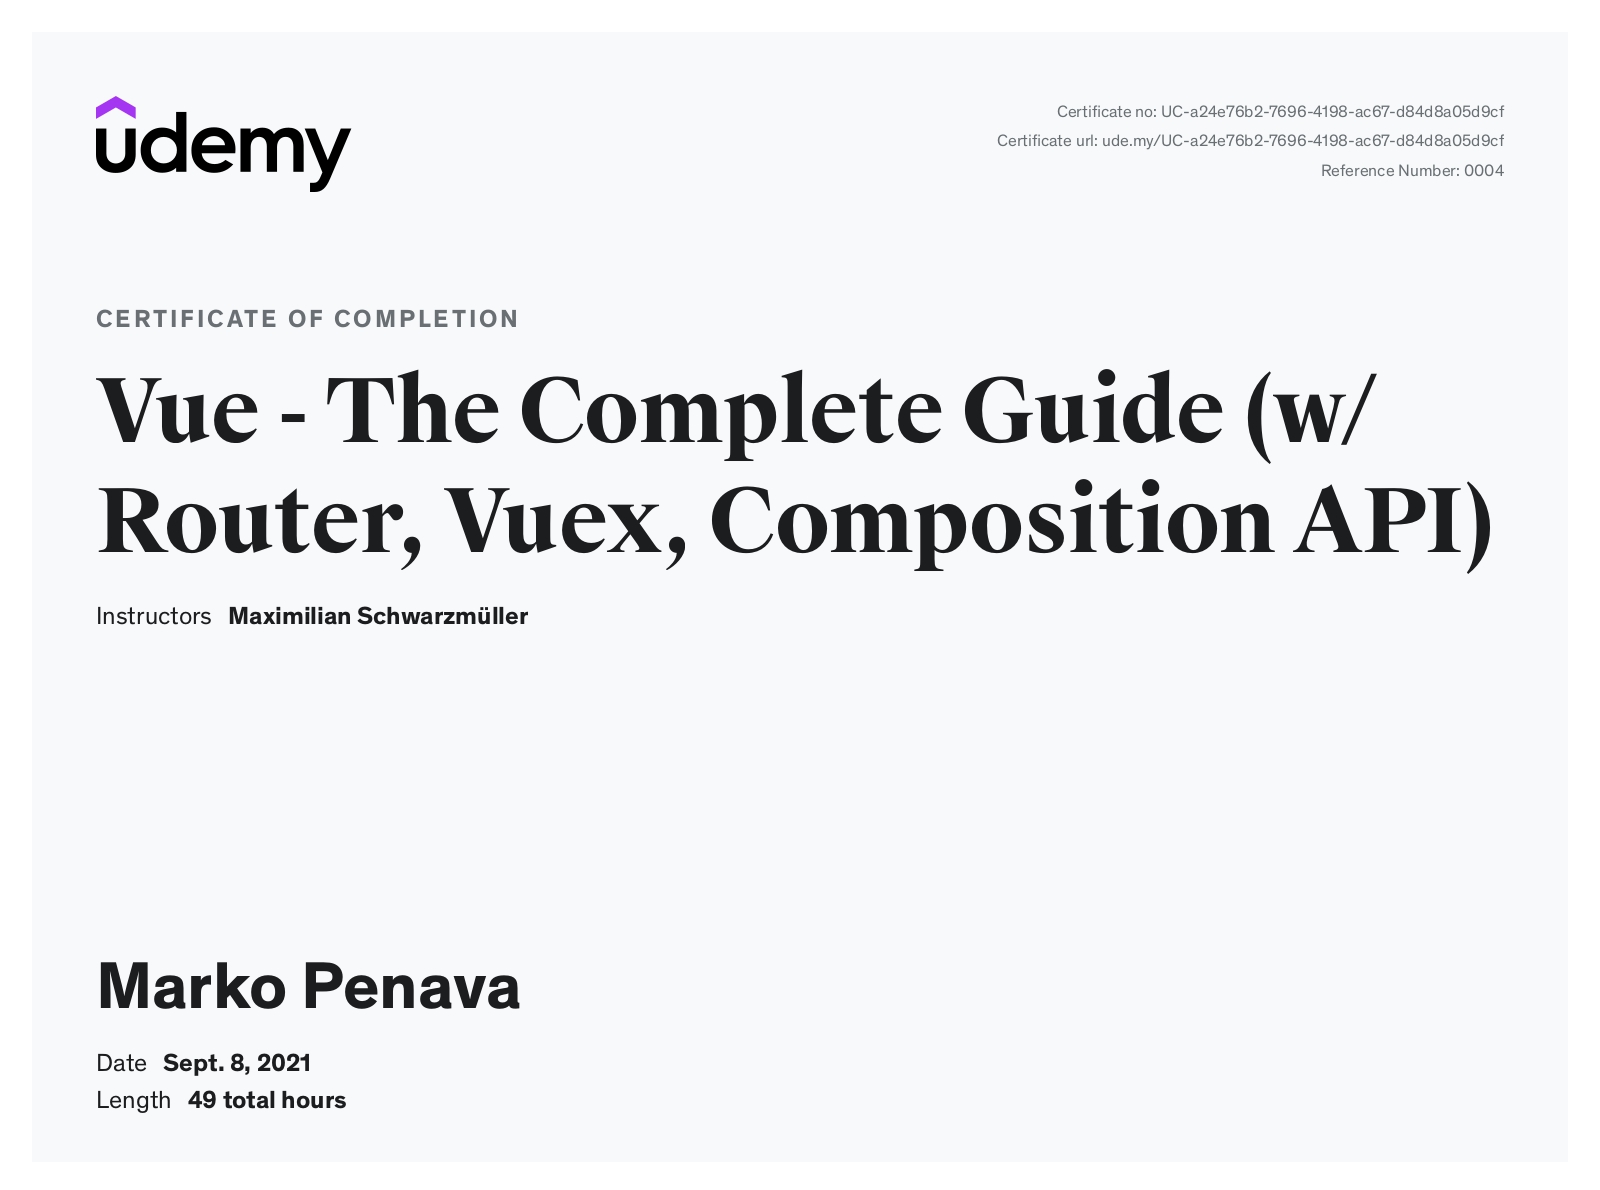 udemy
Certificate no: UC-a24e76b2-7696-4198-ac67-d84d8a05d9cf
Certificate url: ude.my/UC-a24e76b2-7696-4198-ac67-d84d8a05d9cf
Reference Number: 0004
CERTIFICATE OF COMPLETION
Vue - The Complete Guide (w/
Router, Vuex, Composition API)
Instructors Maximilian Schwarzmüller
Marko Penava
Date Sept. 8, 2021
Length 49 total hours